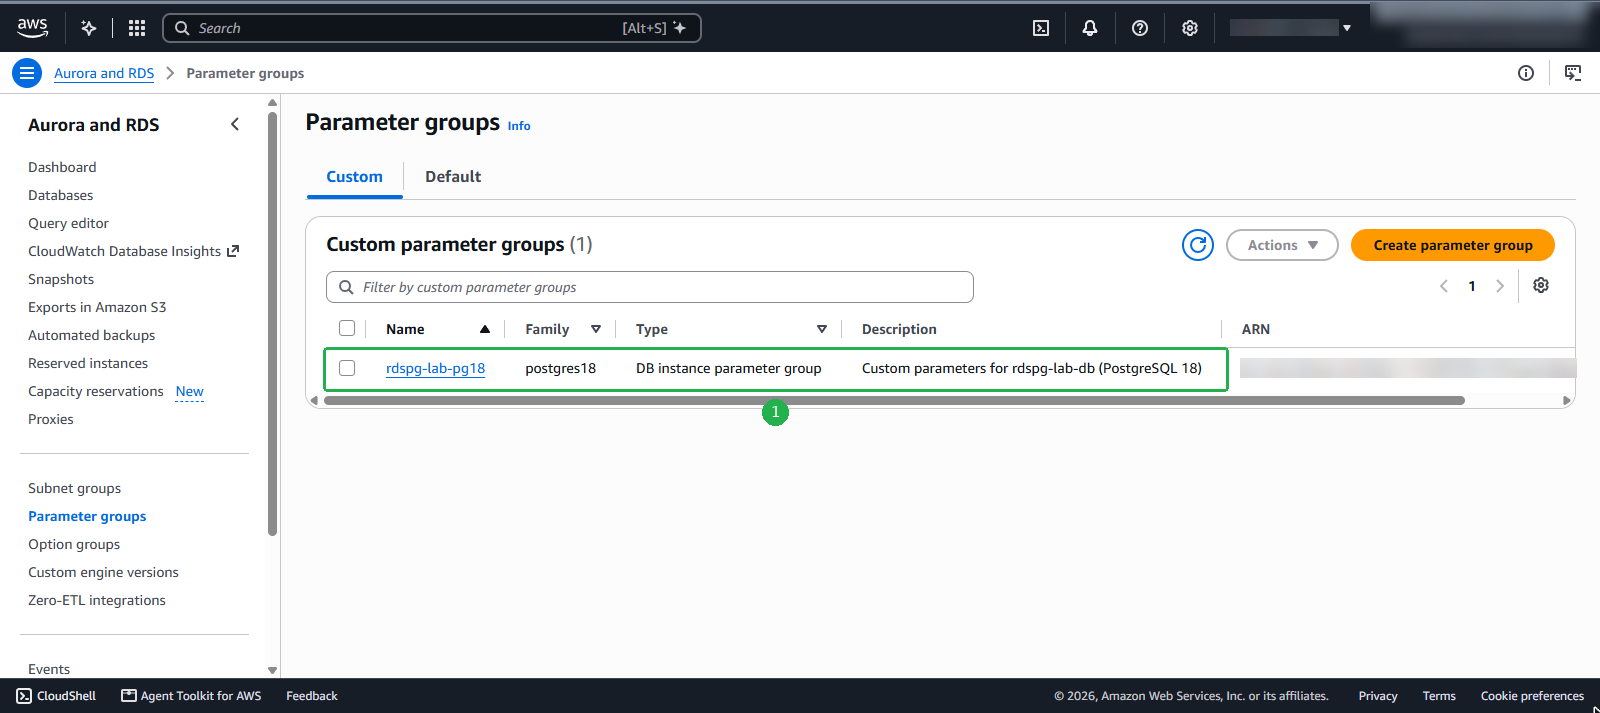 aws
Search [Alt+S]
Aurora and RDS Parameter groups
Aurora and RDS
Dashboard
Databases
Query editor
CloudWatch Database Insights
Snapshots
Exports in Amazon S3
Automated backups
Reserved instances
Capacity reservations New
Proxies
Subnet groups
Parameter groups
Option groups
Custom engine versions
Zero-ETL integrations
Events
Parameter groups Info
Custom Default
Custom parameter groups (1)
Actions Create parameter group
Filter by custom parameter groups
1
Name Family Type Description ARN
rdspg-lab-pg18 postgres18 DB instance parameter group Custom parameters for rdspg-lab-db (PostgreSQL 18)
1
CloudShell Agent Toolkit for AWS Feedback © 2026, Amazon Web Services, Inc. or its affiliates. Privacy Terms Cookie preferences